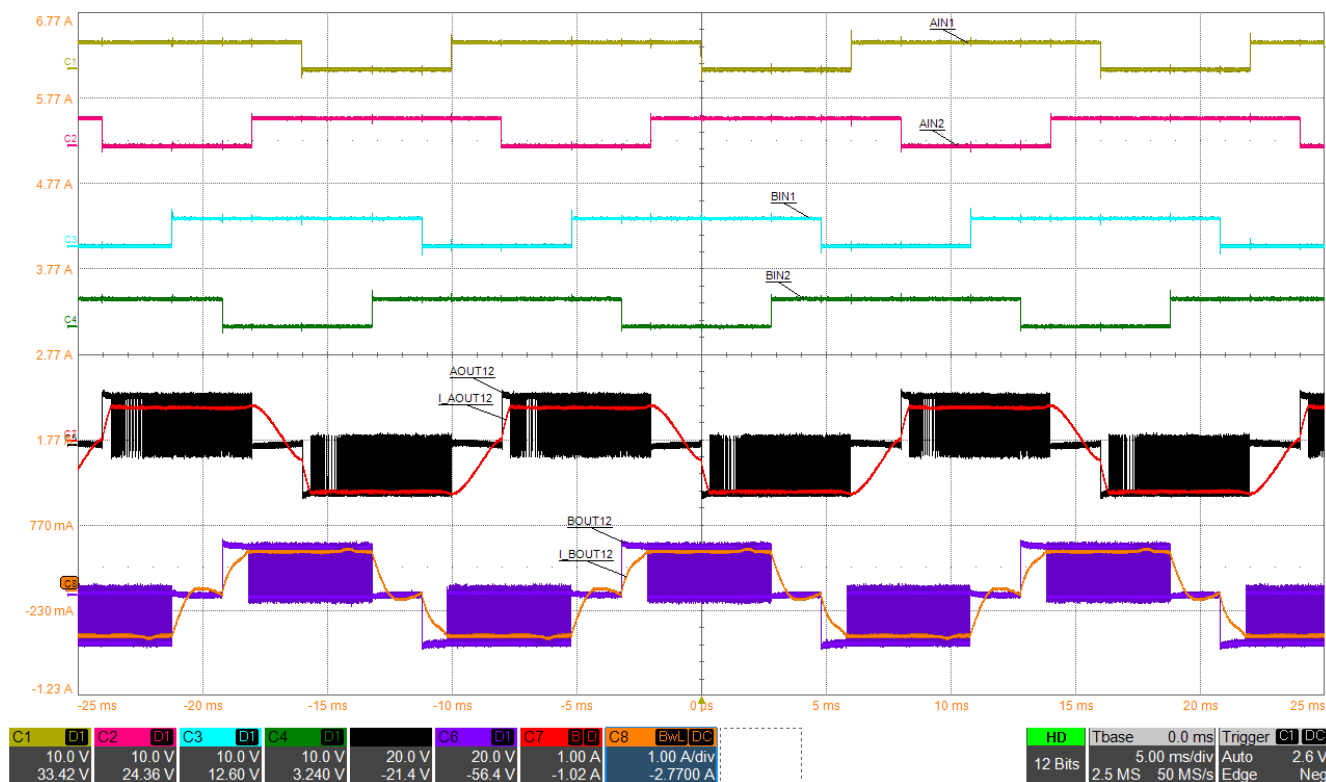 6.77 A
AIN1
C1
5.77 A
C2
AIN2
4.77 A
BIN1
C3
3.77 A
BIN2
C4
2.77 A
AOUT12
I_AOUT12
C7
1.77 A
770 mA
BOUT12
I_BOUT12
C8
-230 mA
-1.23 A
-25 ms -20 ms -15 ms -10 ms -5 ms 0 ps 5 ms 10 ms 15 ms 20 ms 25 ms
C1 D1 C2 D1 C3 D1 C4 D1 C6 D1 C7 B D C8 BwL DC HD Tbase 0.0 ms Trigger C1 DC
10.0 V 10.0 V 10.0 V 10.0 V 20.0 V 20.0 V 1.00 A 1.00 A/div 12 Bits 5.00 ms/div Auto 2.6 V
33.42 V 24.36 V 12.60 V 3.240 V -21.4 V -56.4 V -1.02 A -2.7700 A 2.5 MS 50 MS/s Edge Neg